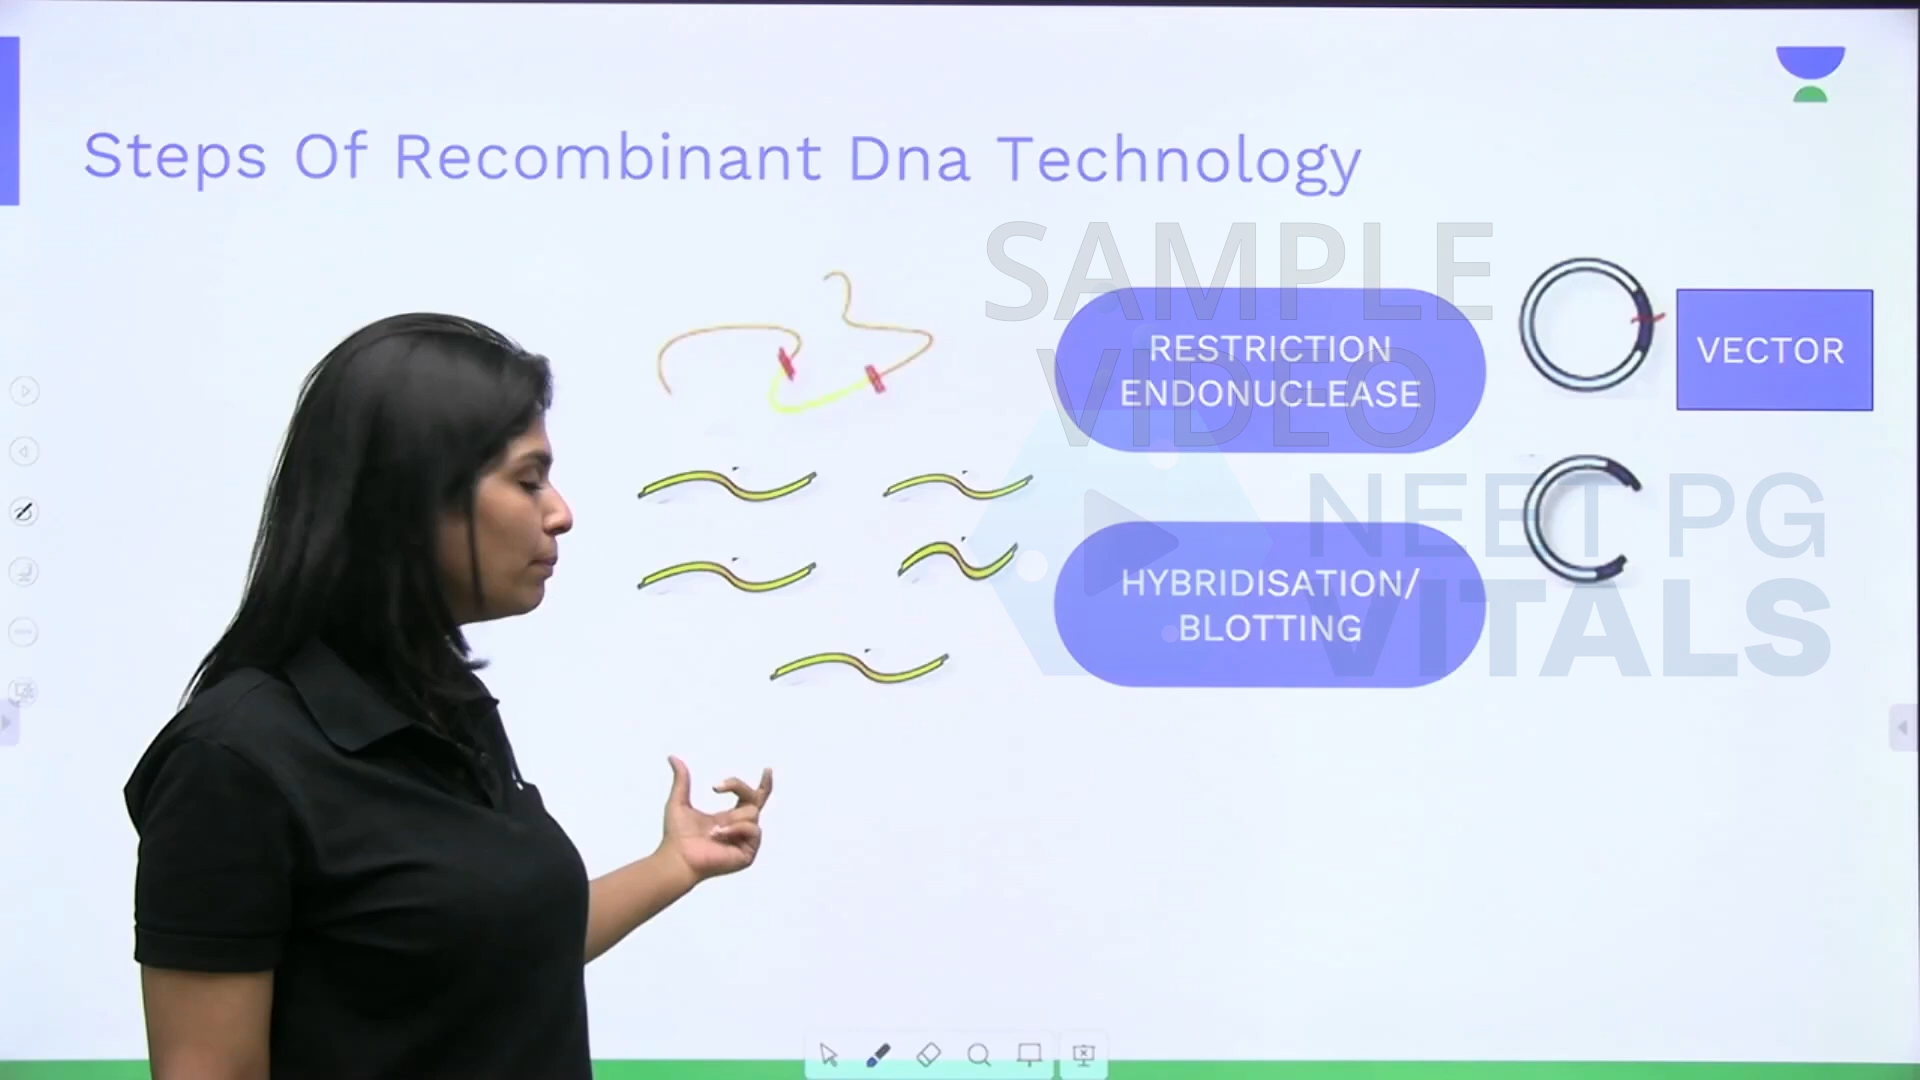 Steps Of Recombinant Dna Technology
SAMPLE
VIDEO
RESTRICTION
ENDONUCLEASE
VECTOR
NEET PG
VITALS
HYBRIDISATION/
BLOTTING